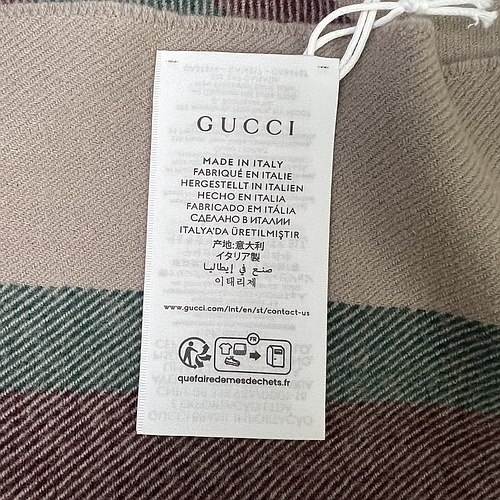 GUCCI
MADE IN ITALY
FABRIQUÉ EN ITALIE
HERGESTELLT IN ITALIEN
HECHO EN ITALIA
FABRICADO EM ITÁLIA
СДЕЛАНО В ИТАЛИИ
ITALYA'DA ÜRETILMIŞTIR
产地:意大利
イタリア製
صنع في إيطاليا
이태리제
www.gucci.com/int/en/st/contact-us
FR
quefairedemesdechets.fr